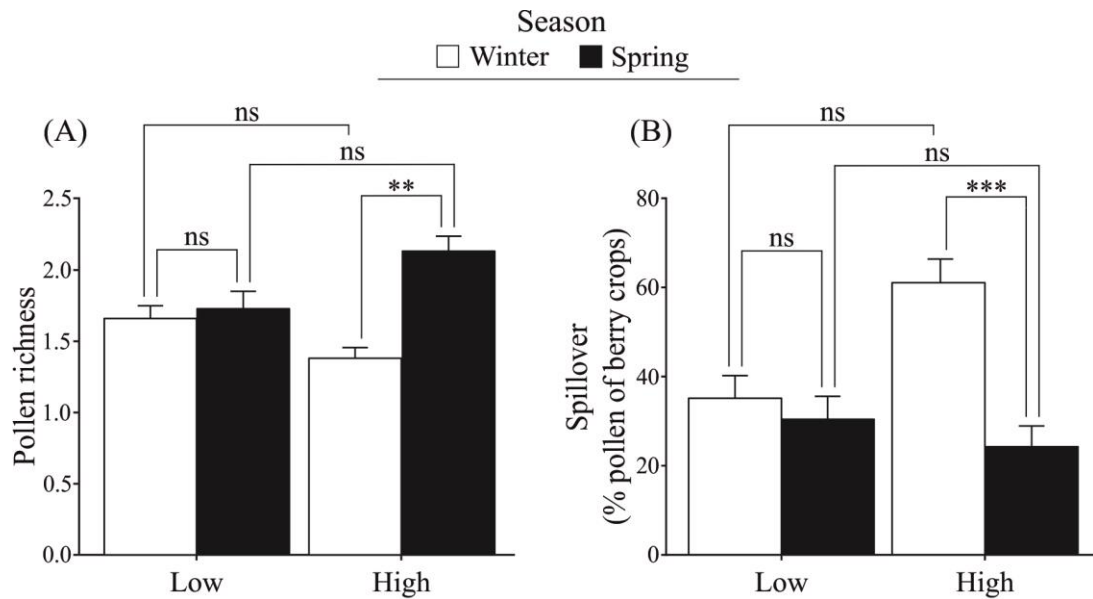 Season
Winter Spring
(A)
ns
ns
ns
**
Pollen richness
2.5
2.0
1.5
1.0
0.5
0.0
Low High
(B)
ns
ns
ns
***
Spillover
(% pollen of berry crops)
80
60
40
20
0
Low High